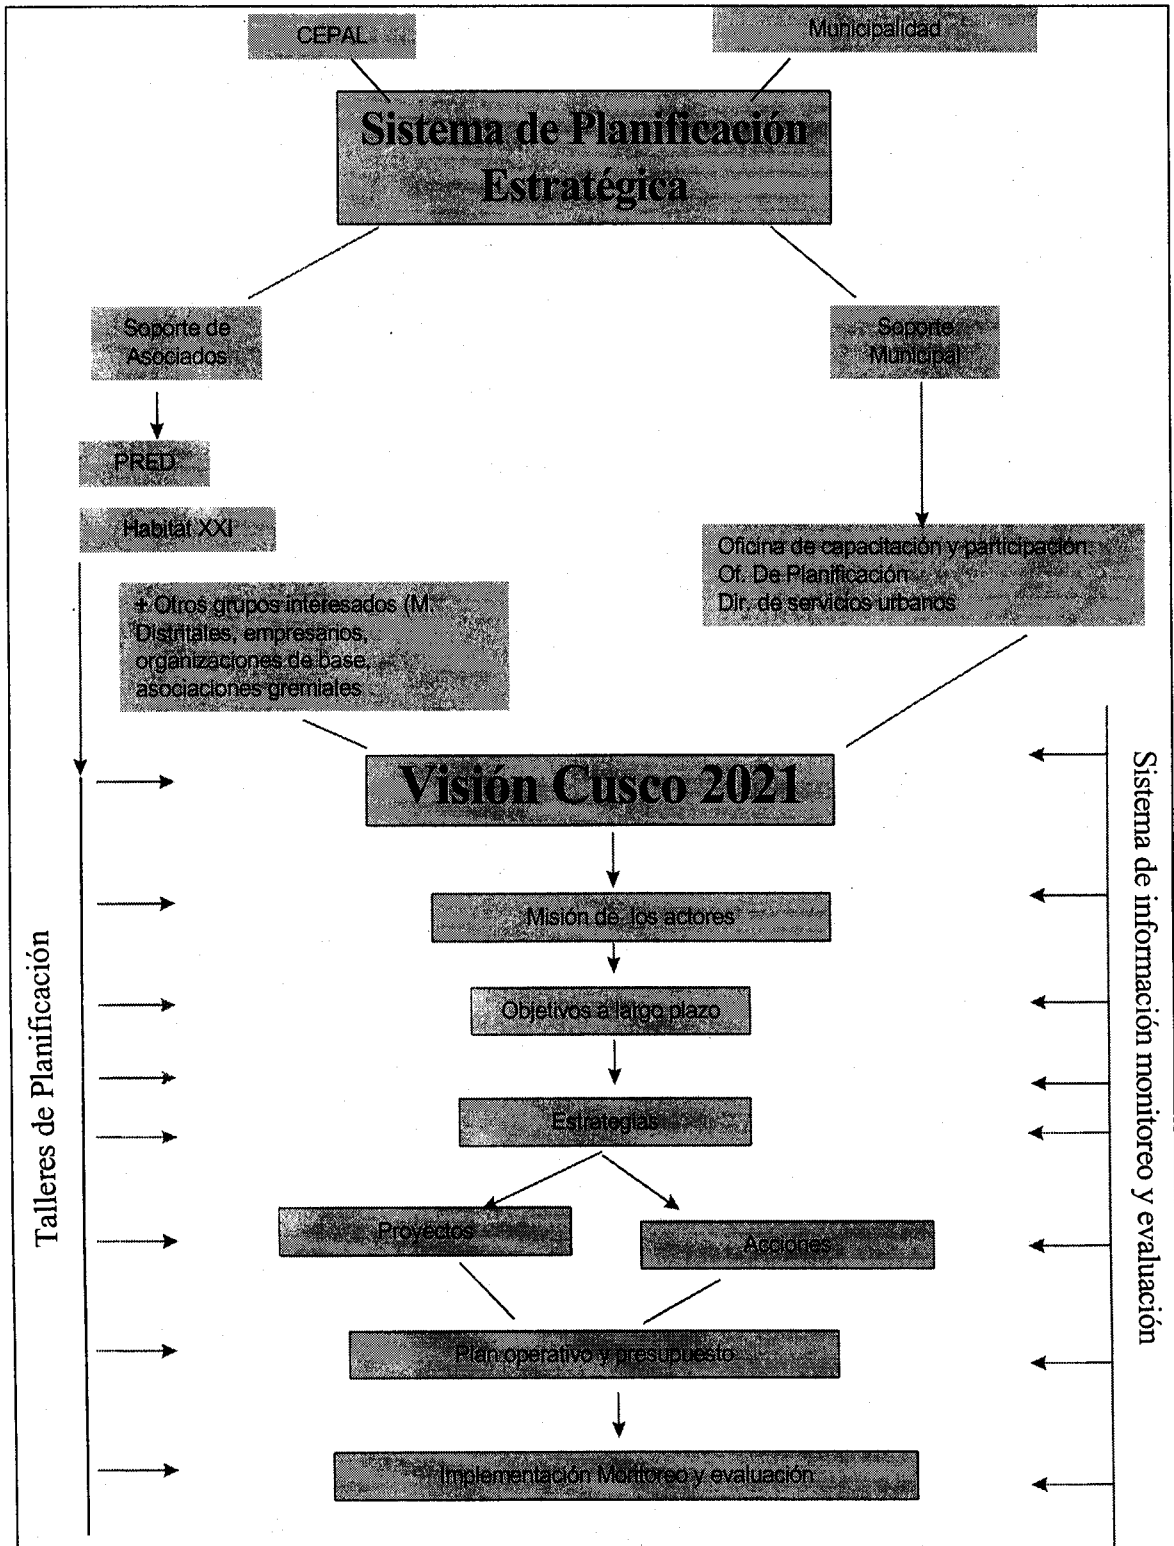 CEPAL
Municipalidad
Sistema de Planificación
Estratégica
Soporte de
Asociados
Soporte
Municipal
PRED
Habitat XXI
Oficina de capacitación y participación.
Of. De Planificación
Dir. de servicios urbanos
+ Otros grupos interesados (M.
Distritales, empresarios,
organizaciones de base,
asociaciones gremiales
Visión Cusco 2021
Misión de los actores
Objetivos a largo plazo
Estrategias
Proyectos
Acciones
Plan operativo y presupuesto
Implementación Monitoreo y evaluación
Talleres de Planificación
Sistema de información monitoreo y evaluación